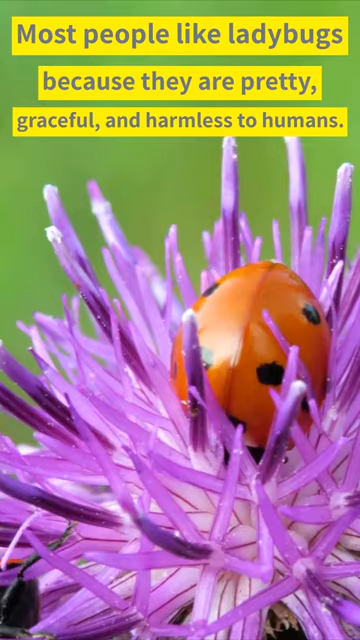 Most people like ladybugs
because they are pretty,
graceful, and harmless to humans.